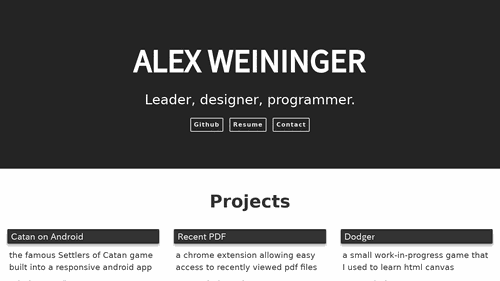 ALEX WEININGER
Leader, designer, programmer.
Github Resume Contact
Projects
Catan on Android
the famous Settlers of Catan game
built into a responsive android app
Recent PDF
a chrome extension allowing easy
access to recently viewed pdf files
Dodger
a small work-in-progress game that
I used to learn html canvas